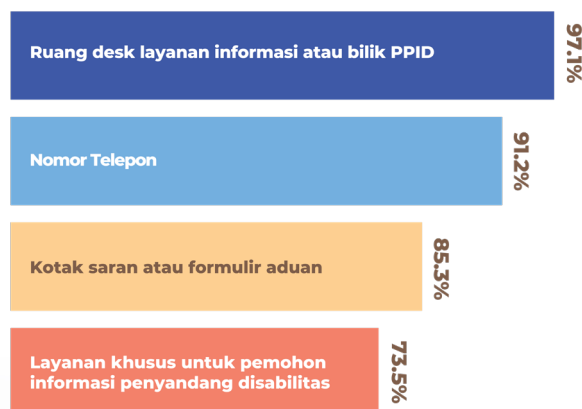 Ruang desk layanan informasi atau bilik PPID
97.1%
Nomor Telepon
91.2%
Kotak saran atau formulir aduan
85.3%
Layanan khusus untuk pemohon
informasi penyandang disabilitas
73.5%